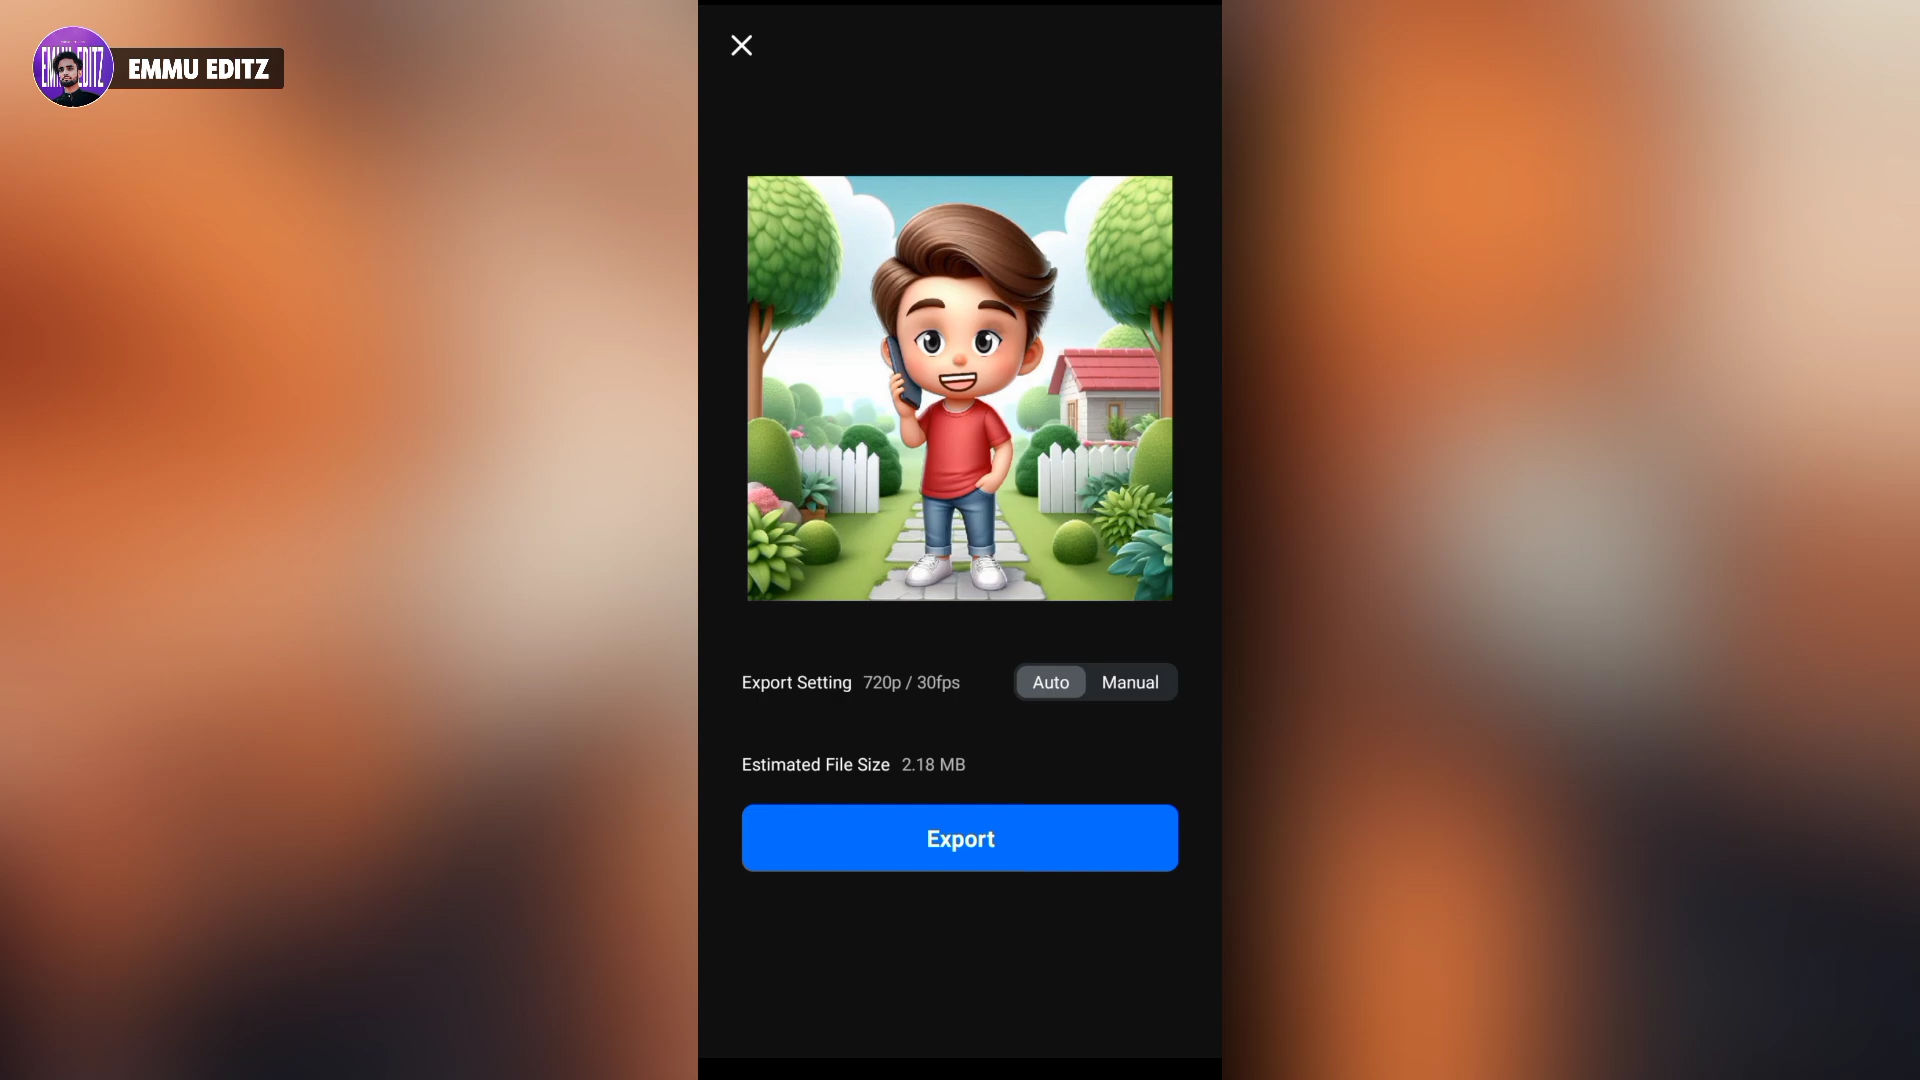 EMMU EDITZ
Export Setting 720p / 30fps Auto Manual
Estimated File Size 2.18 MB
Export